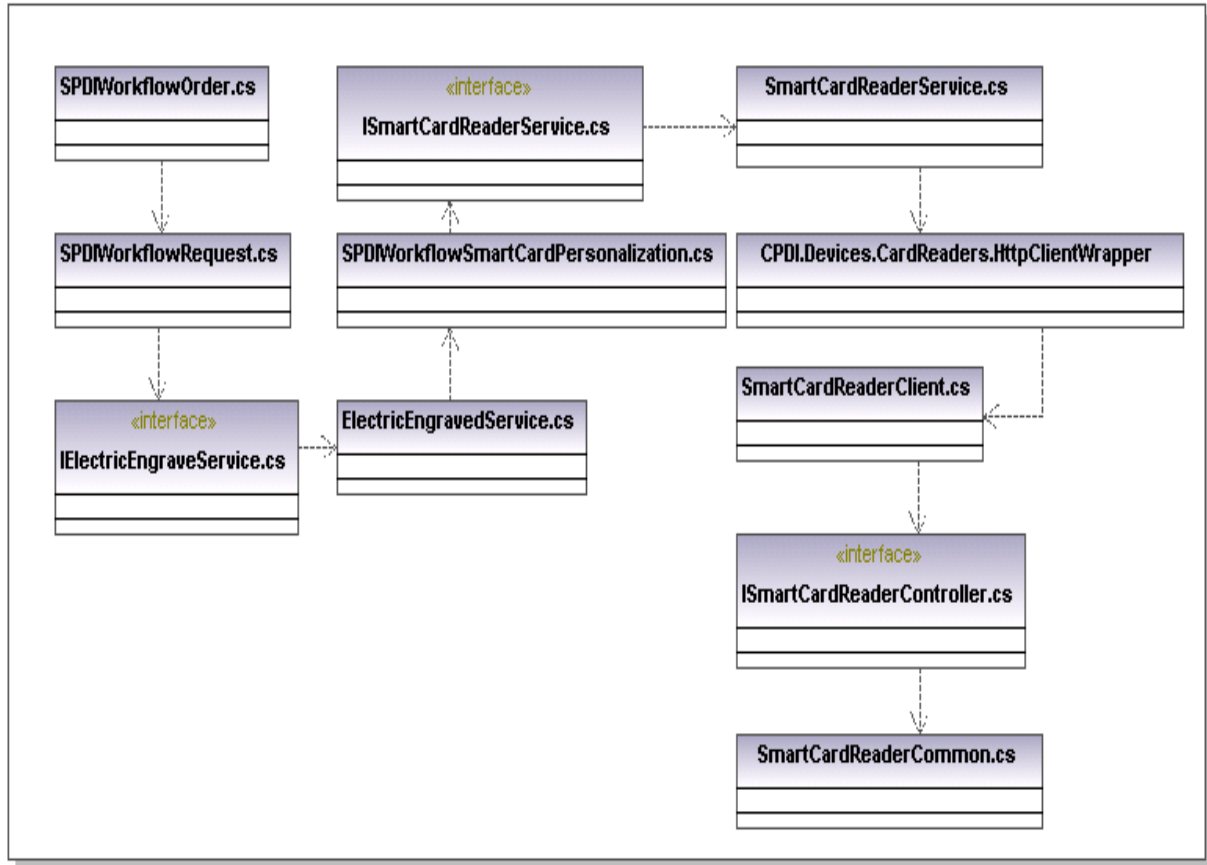 SPDIWorkflowOrder.cs
SPDIWorkflowRequest.cs
«interface»
IElectricEngraveService.cs
«interface»
ISmartCardReaderService.cs
SPDIWorkflowSmartCardPersonalization.cs
ElectricEngravedService.cs
SmartCardReaderService.cs
CPDI.Devices.CardReaders.HttpClientWrapper
SmartCardReaderClient.cs
«interface»
ISmartCardReaderController.cs
SmartCardReaderCommon.cs